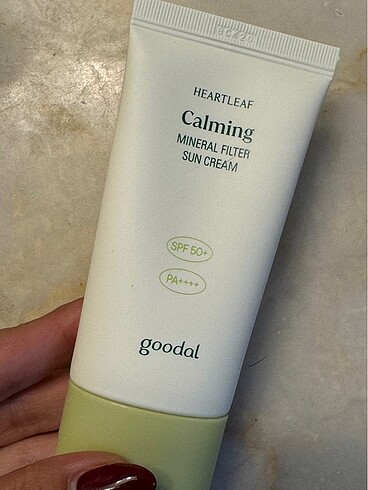 HEARTLEAF
Calming
MINERAL FILTER
SUN CREAM
SPF 50+
PA++++
goodal